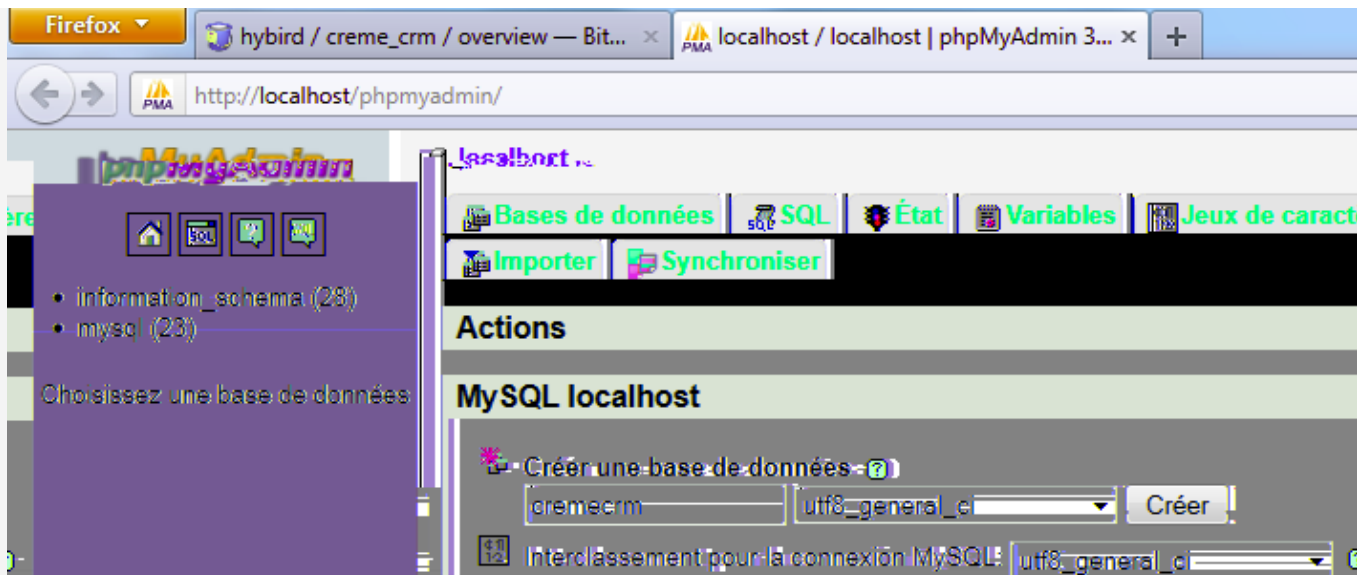 Firefox
hybird / creme_crm / overview — Bit... × localhost / localhost | phpMyAdmin 3... × +
PMA http://localhost/phpmyadmin/
phpMyAdmin
localhost
Bases de données SQL État Variables Jeux de caract
Importer Synchroniser
information_schema (28)
mysql (23)
Choisissez une base de données
Actions
MySQL localhost
Créer une base de données
cremecrm utf8_general_ci Créer
Interclassement pour la connexion MySQL: utf8_general_ci